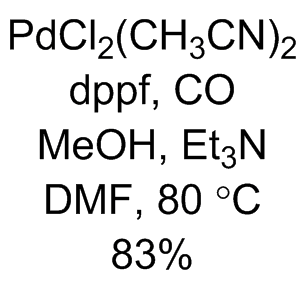 PdCl₂(CH₃CN)₂
dppf, CO
MeOH, Et₃N
DMF, 80 °C
83%